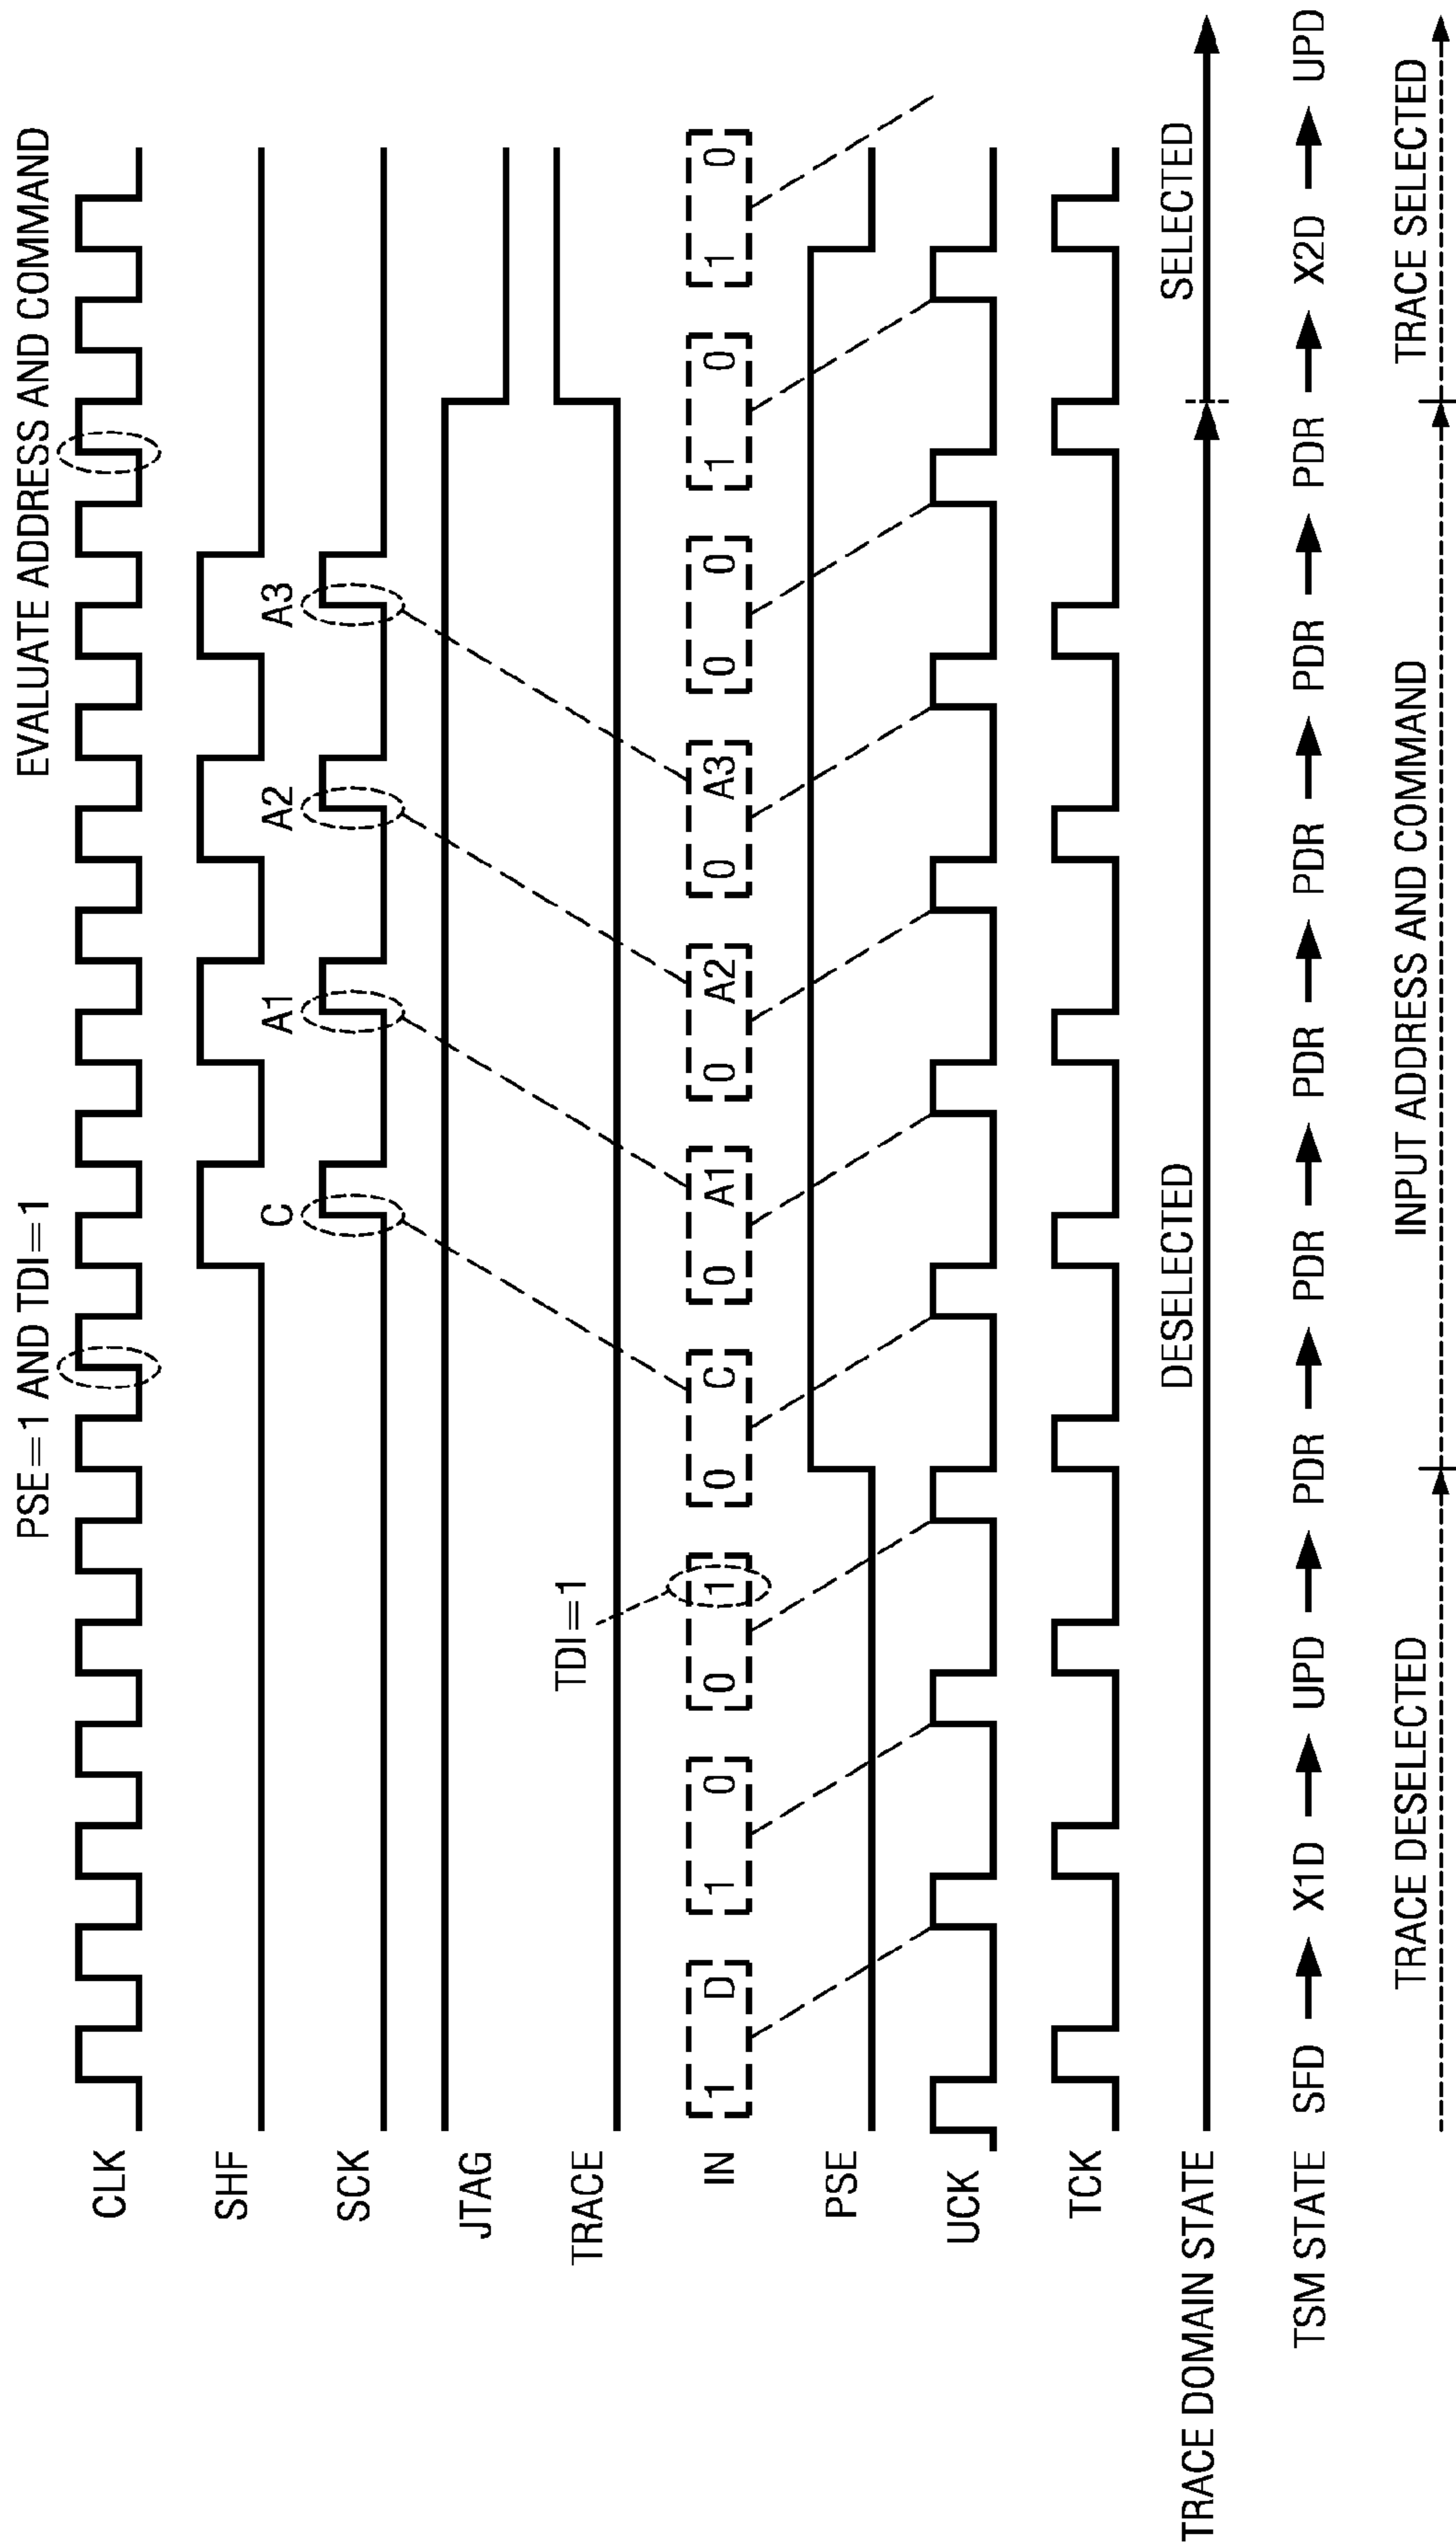 PSE=1 AND TDI=1
EVALUATE ADDRESS AND COMMAND
CLK
SHF
C A1 A2 A3
SCK
JTAG
TDI=1
TRACE
IN 1 D 1 0 0 1 0 C 0 A1 0 A2 0 A3 0 0 1 0 1 0
PSE
UCK
TCK
DESELECTED SELECTED
TRACE DOMAIN STATE
TSM STATE SFD → X1D → UPD → PDR → PDR → PDR → PDR → PDR → PDR → X2D → UPD
TRACE DESELECTED INPUT ADDRESS AND COMMAND TRACE SELECTED